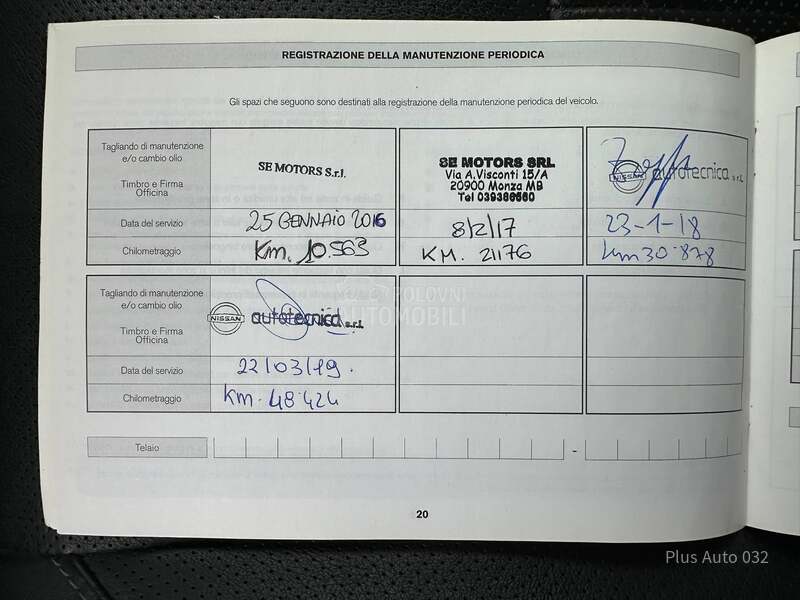 REGISTRAZIONE DELLA MANUTENZIONE PERIODICA
Gli spazi che seguono sono destinati alla registrazione della manutenzione periodica del veicolo.
Tagliando di manutenzione
e/o cambio olio
Timbro e Firma
Officina
SE MOTORS S.r.l.
SE MOTORS SRL
Via A.Visconti 15/A
20900 Monza MB
Tel 039386560
NISSAN autotecnica s.r.l.
Data del servizio
25 GENNAIO 2016
8/2/17
23-1-18
Chilometraggio
Km. 10.563
KM. 21176
Km 30.878
Tagliando di manutenzione
e/o cambio olio
Timbro e Firma
Officina
NISSAN autotecnica s.r.l.
POLOVNI
AUTOMOBILI
Data del servizio
22/03/19.
Chilometraggio
Km. 48.424
Telaio
-
20
Plus Auto 032